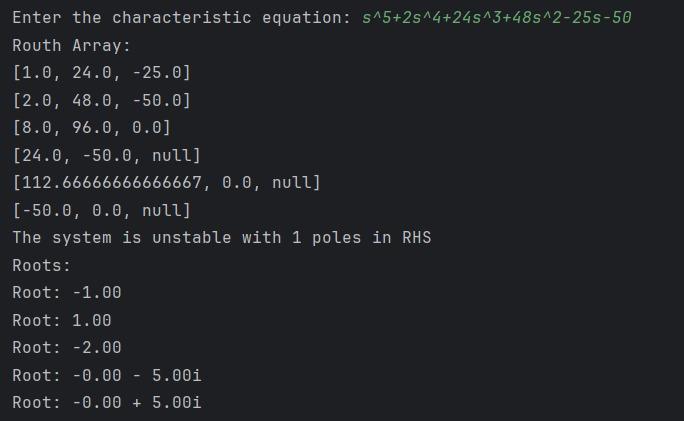 Enter the characteristic equation: s^5+2s^4+24s^3+48s^2-25s-50
Routh Array:
[1.0, 24.0, -25.0]
[2.0, 48.0, -50.0]
[8.0, 96.0, 0.0]
[24.0, -50.0, null]
[112.66666666666667, 0.0, null]
[-50.0, 0.0, null]
The system is unstable with 1 poles in RHS
Roots:
Root: -1.00
Root: 1.00
Root: -2.00
Root: -0.00 - 5.00i
Root: -0.00 + 5.00i